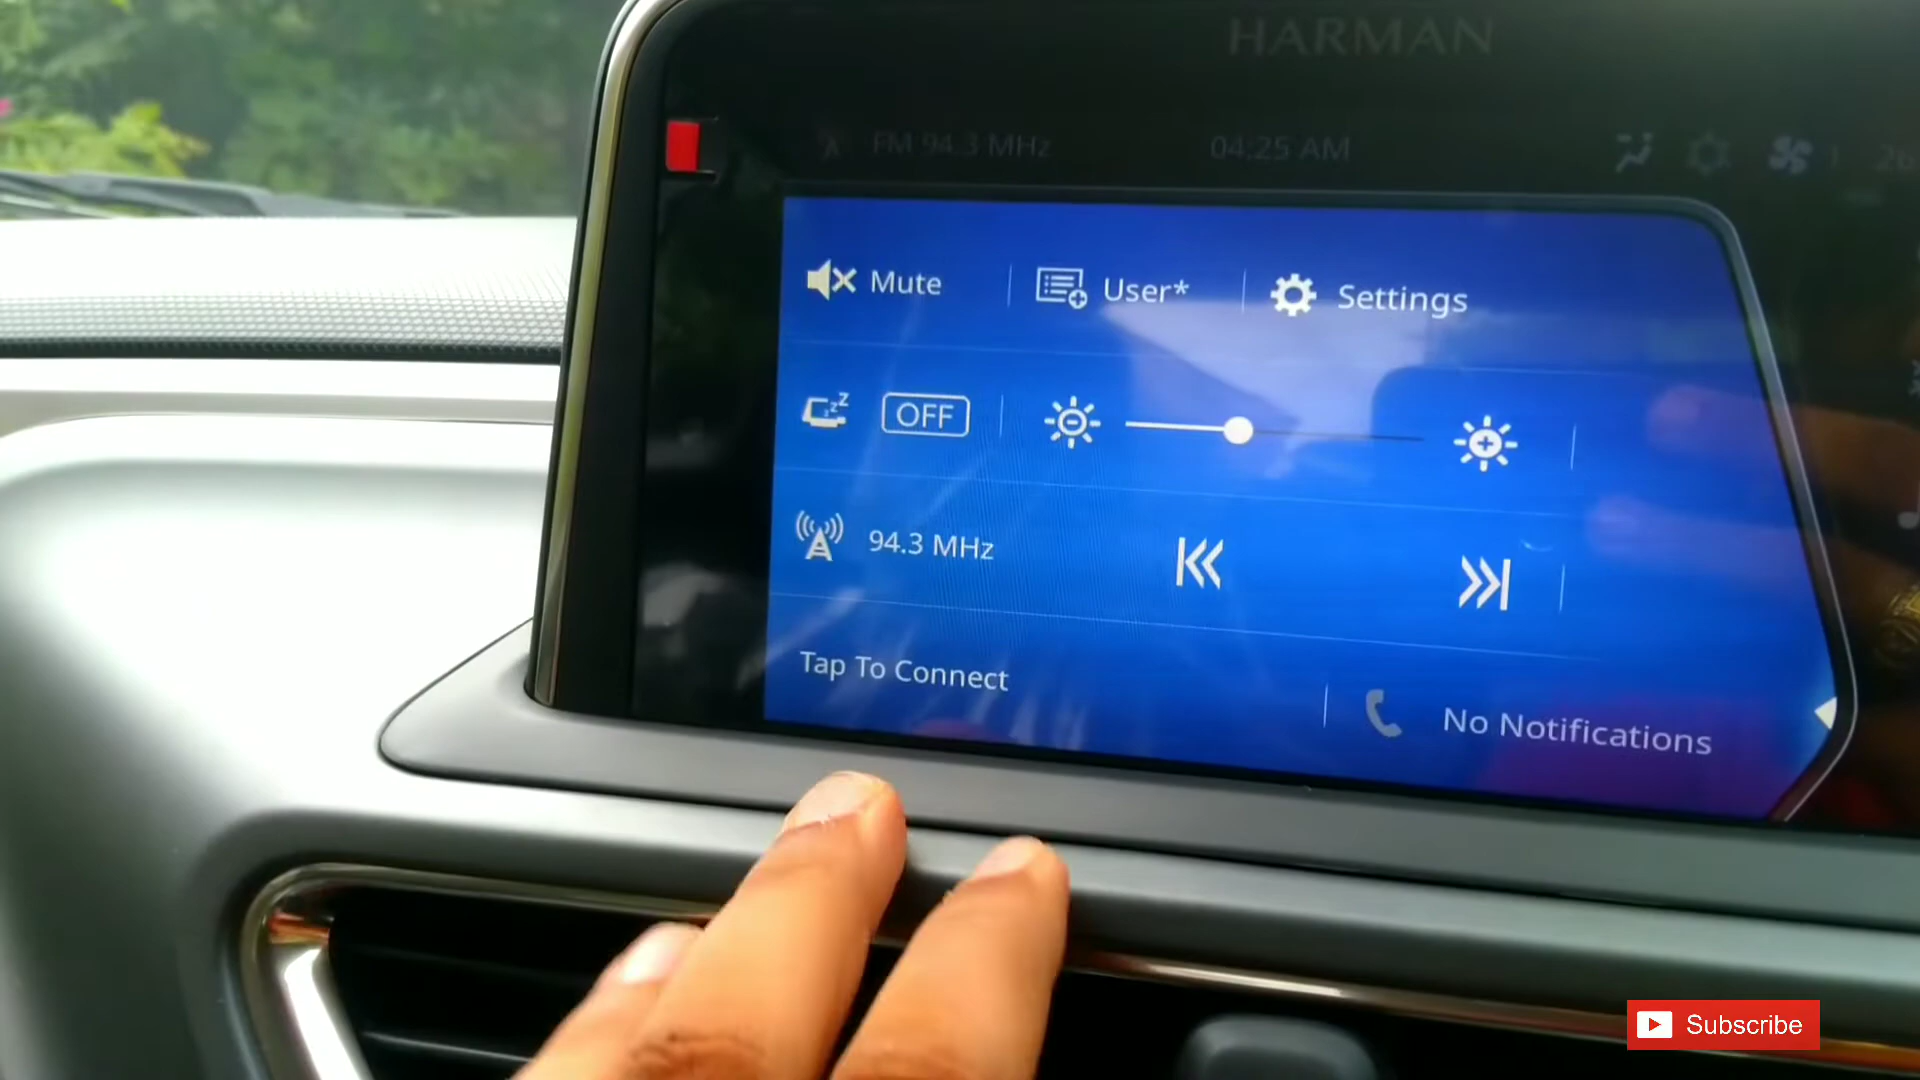 HARMAN
FM 94.3 MHz
04:25 AM
Mute
User*
Settings
OFF
94.3 MHz
Tap To Connect
No Notifications
Subscribe